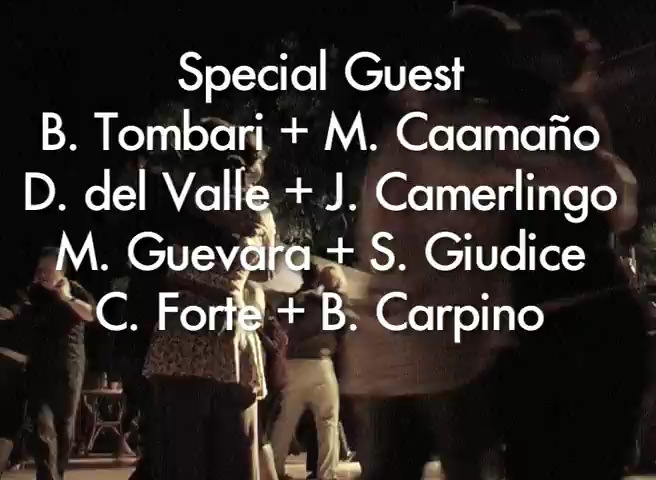 Special Guest
B. Tombari + M. Caamaño
D. del Valle + J. Camerlingo
M. Guevara + S. Giudice
C. Forte + B. Carpino